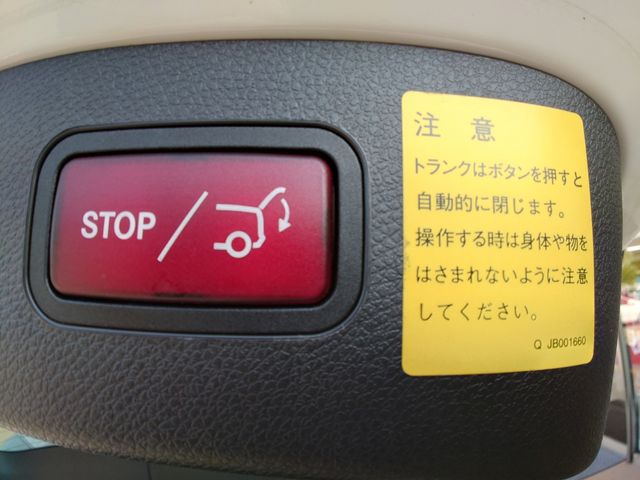 STOP
注 意
トランクはボタンを押すと
自動的に閉じます。
操作する時は身体や物を
はさまれないように注意
してください。
Q JB001660